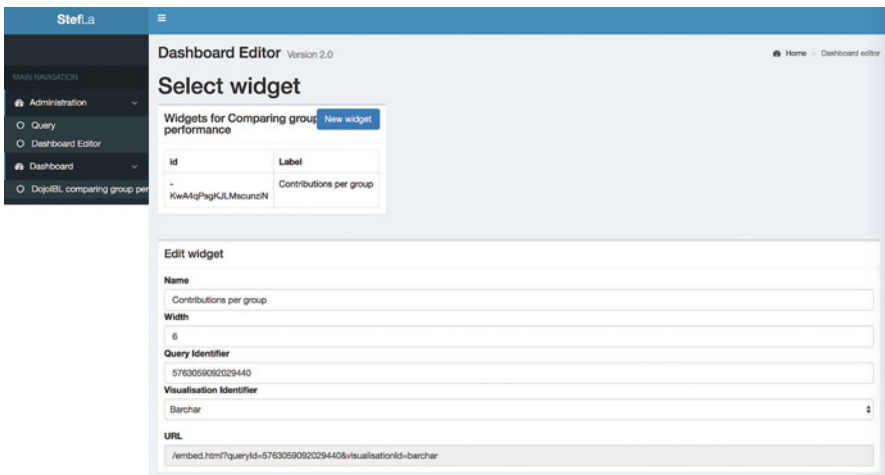 StefLa
MAIN NAVIGATION
Administration
Query
Dashboard Editor
Dashboard
DojoIBL comparing group per
Dashboard Editor Version 2.0
Home > Dashboard editor
Select widget
Widgets for Comparing group
performance
New widget
id Label
-
KwA4qPsgKJLMscunziN
Contributions per group
Edit widget
Name
Contributions per group
Width
6
Query Identifier
5763059092029440
Visualisation Identifier
Barchar
URL
/embed.html?queryId=5763059092029440&visualisationId=barchar